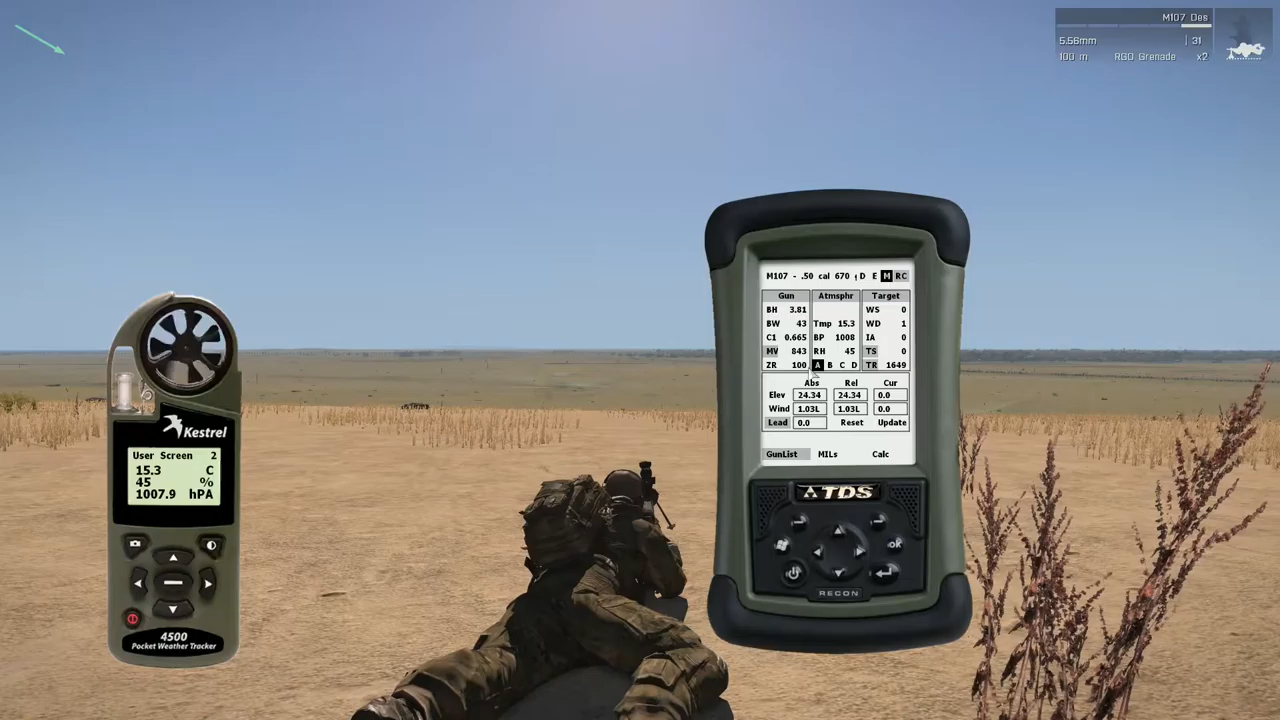 M107 Des
5.56mm | 31
100 m RGO Grenade x2
M107 - .50 cal 670 D E M RC
Gun Atmsphr Target
BH 3.81 WS 0
BW 43 Tmp 15.3 WD 1
C1 0.665 BP 1008 IA 0
MV 843 RH 45 TS 0
ZR 100 A B C D TR 1649
Abs Rel Cur
Elev 24.34 24.34 0.0
Wind 1.03L 1.03L 0.0
Lead 0.0 Reset Update
GunList MILs Calc
TDS
OK
RECON
Kestrel
User Screen 2
15.3 C
45 %
1007.9 hPA
4500
Pocket Weather Tracker